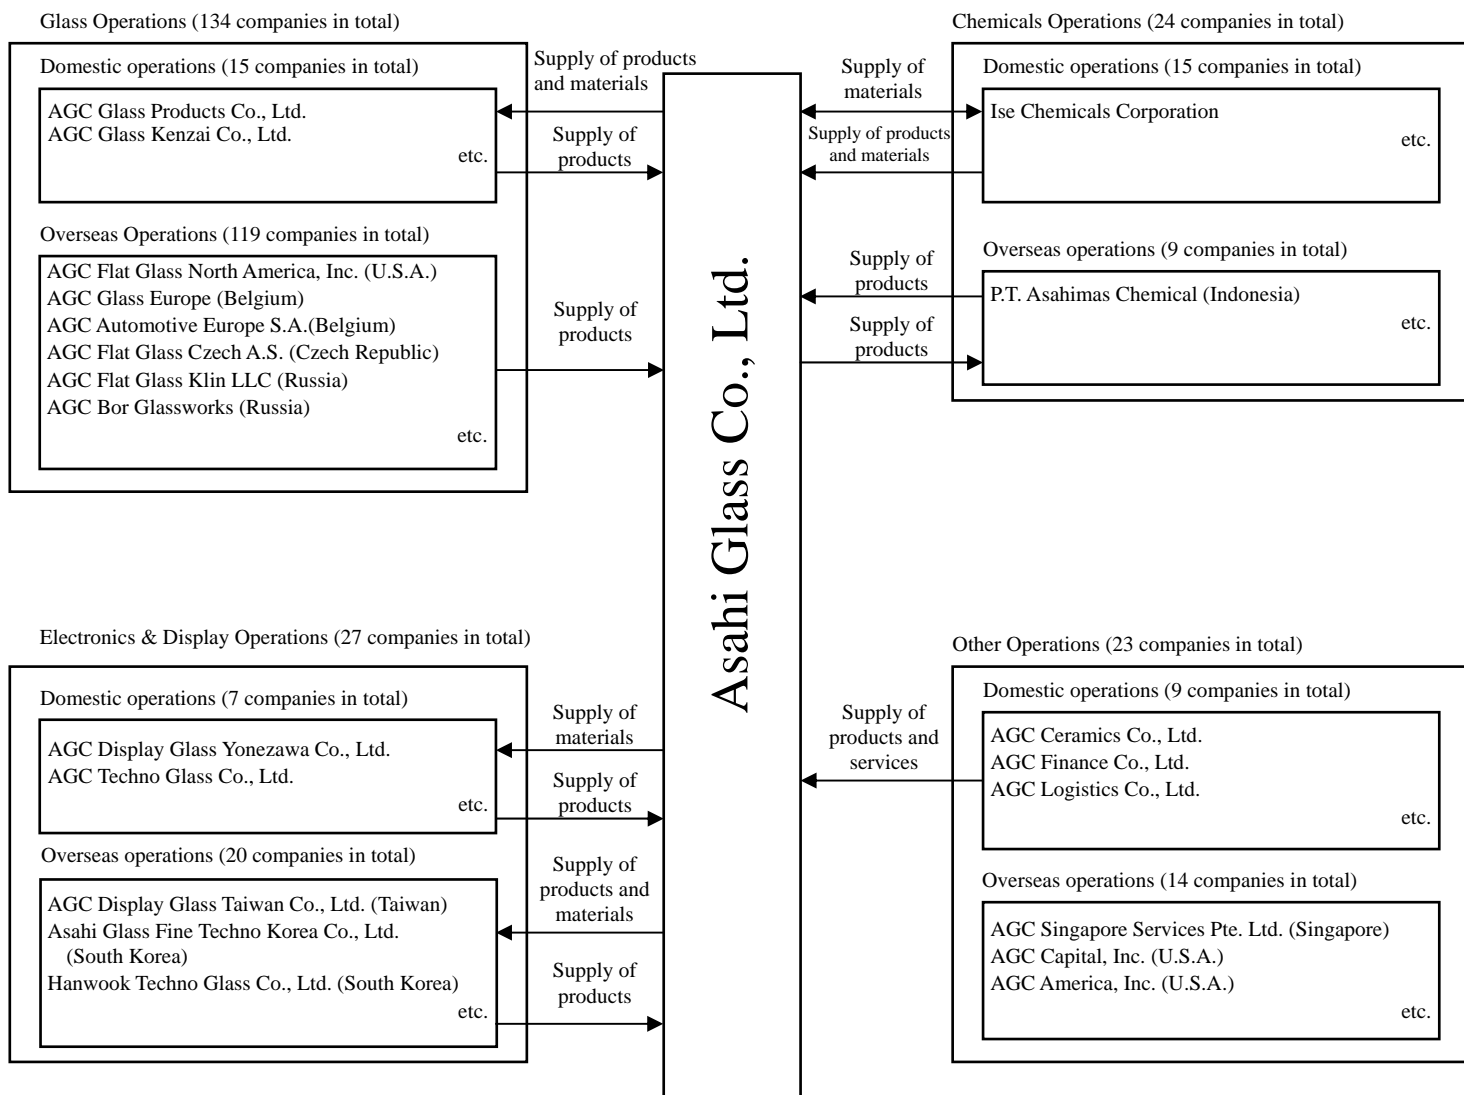 Glass Operations (134 companies in total)
Domestic operations (15 companies in total)
AGC Glass Products Co., Ltd.
AGC Glass Kenzai Co., Ltd.
etc.
Supply of products
and materials
Supply of
products
Overseas Operations (119 companies in total)
AGC Flat Glass North America, Inc. (U.S.A.)
AGC Glass Europe (Belgium)
AGC Automotive Europe S.A.(Belgium)
AGC Flat Glass Czech A.S. (Czech Republic)
AGC Flat Glass Klin LLC (Russia)
AGC Bor Glassworks (Russia)
etc.
Supply of
products
Electronics & Display Operations (27 companies in total)
Domestic operations (7 companies in total)
AGC Display Glass Yonezawa Co., Ltd.
AGC Techno Glass Co., Ltd.
etc.
Supply of
materials
Supply of
products
Overseas operations (20 companies in total)
AGC Display Glass Taiwan Co., Ltd. (Taiwan)
Asahi Glass Fine Techno Korea Co., Ltd.
(South Korea)
Hanwook Techno Glass Co., Ltd. (South Korea)
etc.
Supply of
products and
materials
Supply of
products
Asahi Glass Co., Ltd.
Chemicals Operations (24 companies in total)
Supply of
materials
Supply of products
and materials
Domestic operations (15 companies in total)
Ise Chemicals Corporation
etc.
Supply of
products
Supply of
products
Overseas operations (9 companies in total)
P.T. Asahimas Chemical (Indonesia)
etc.
Other Operations (23 companies in total)
Supply of
products and
services
Domestic operations (9 companies in total)
AGC Ceramics Co., Ltd.
AGC Finance Co., Ltd.
AGC Logistics Co., Ltd.
etc.
Overseas operations (14 companies in total)
AGC Singapore Services Pte. Ltd. (Singapore)
AGC Capital, Inc. (U.S.A.)
AGC America, Inc. (U.S.A.)
etc.